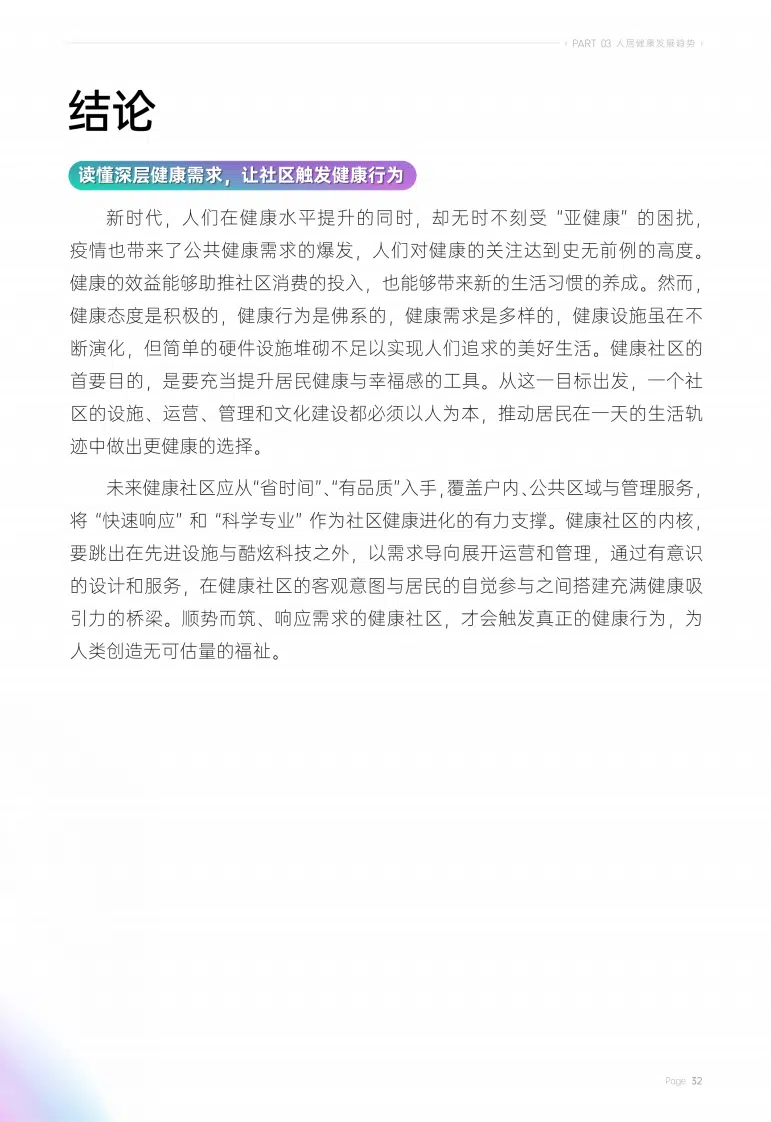 PART 03 人居健康发展趋势
结论
读懂深层健康需求，让社区触发健康行为
新时代，人们在健康水平提升的同时，却无时不刻受“亚健康”的困扰，
疫情也带来了公共健康需求的爆发，人们对健康的关注达到史无前例的高度。
健康的效益能够助推社区消费的投入，也能够带来新的生活习惯的养成。然而，
健康态度是积极的，健康行为是佛系的，健康需求是多样的，健康设施虽在不
断演化，但简单的硬件设施堆砌不足以实现人们追求的美好生活。健康社区的
首要目的，是要充当提升居民健康与幸福感的工具。从这一目标出发，一个社
区的设施、运营、管理和文化建设都必须以人为本，推动居民在一天的生活轨
迹中做出更健康的选择。
未来健康社区应从“省时间”、“有品质”入手，覆盖户内、公共区域与管理服务，
将“快速响应”和“科学专业”作为社区健康进化的有力支撑。健康社区的内核，
要跳出在先进设施与酷炫科技之外，以需求导向展开运营和管理，通过有意识
的设计和服务，在健康社区的客观意图与居民的自觉参与之间搭建充满健康吸
引力的桥梁。顺势而筑、响应需求的健康社区，才会触发真正的健康行为，为
人类创造无可估量的福祉。
Page 32